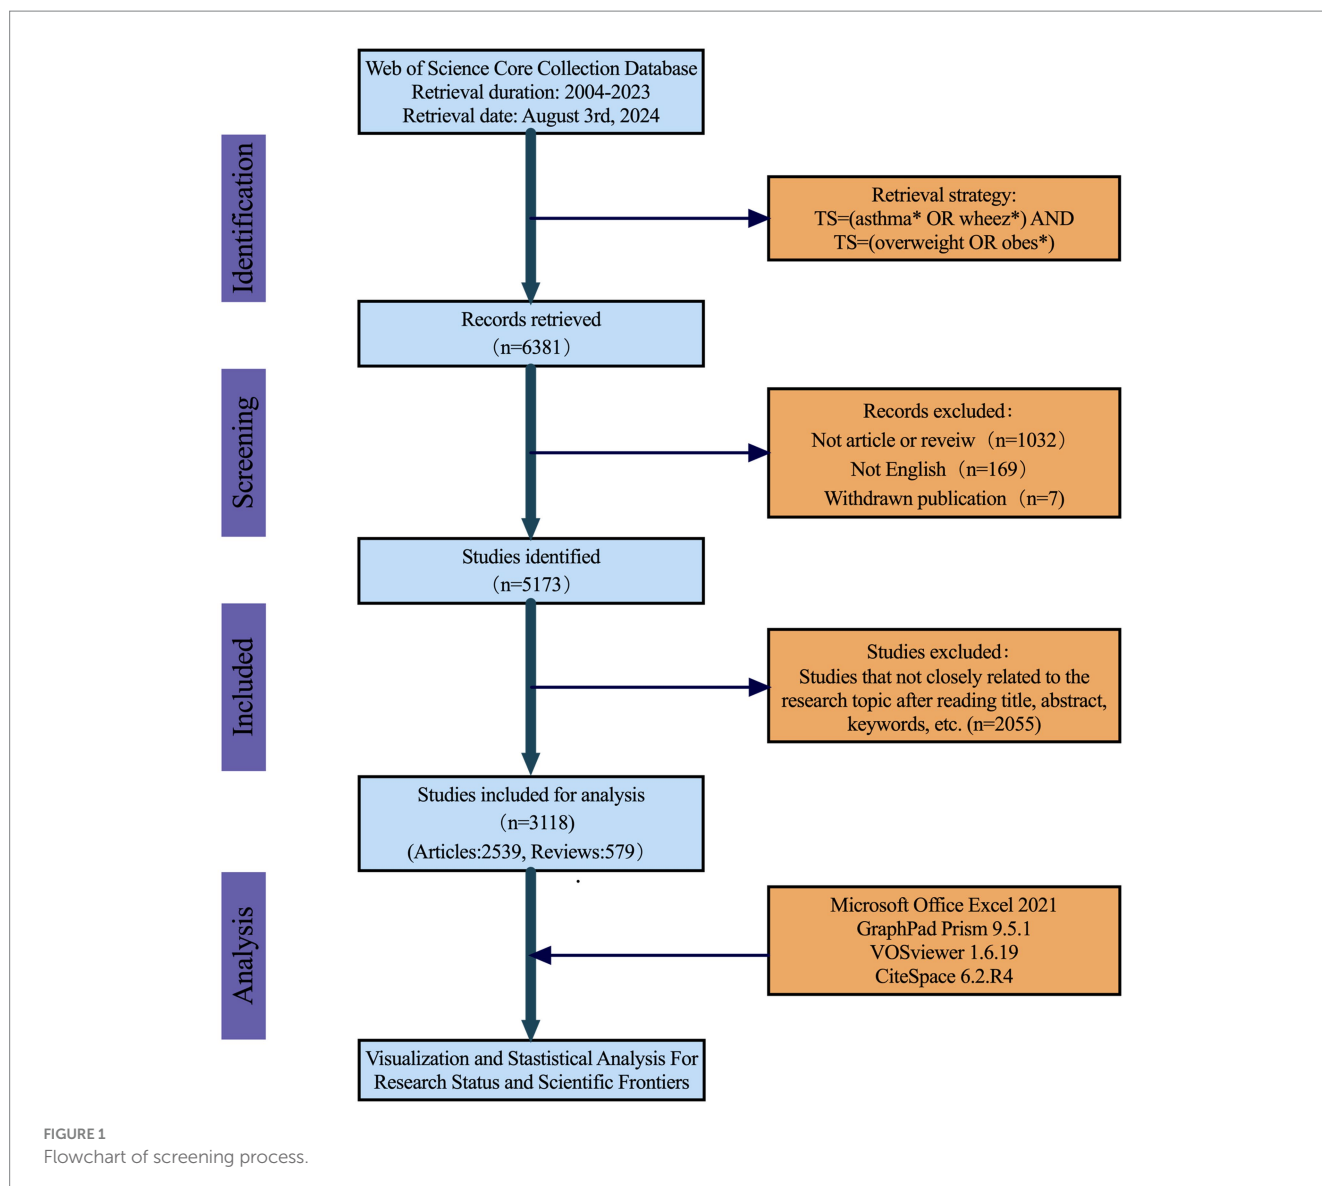 Web of Science Core Collection Database
Retrieval duration: 2004-2023
Retrieval date: August 3rd, 2024
Identification
Retrieval strategy:
TS=(asthma* OR wheez*) AND
TS=(overweight OR obes*)
Records retrieved
（n=6381）
Screening
Records excluded：
Not article or reveiw（n=1032）
Not English（n=169）
Withdrawn publication（n=7)
Studies identified
（n=5173）
Included
Studies excluded：
Studies that not closely related to the
research topic after reading title, abstract,
keywords, etc. (n=2055)
Studies included for analysis
（n=3118)
(Articles:2539, Reviews:579）
Analysis
Microsoft Office Excel 2021
GraphPad Prism 9.5.1
VOSviewer 1.6.19
CiteSpace 6.2.R4
Visualization and Stastistical Analysis For
Research Status and Scientific Frontiers
FIGURE 1
Flowchart of screening process.